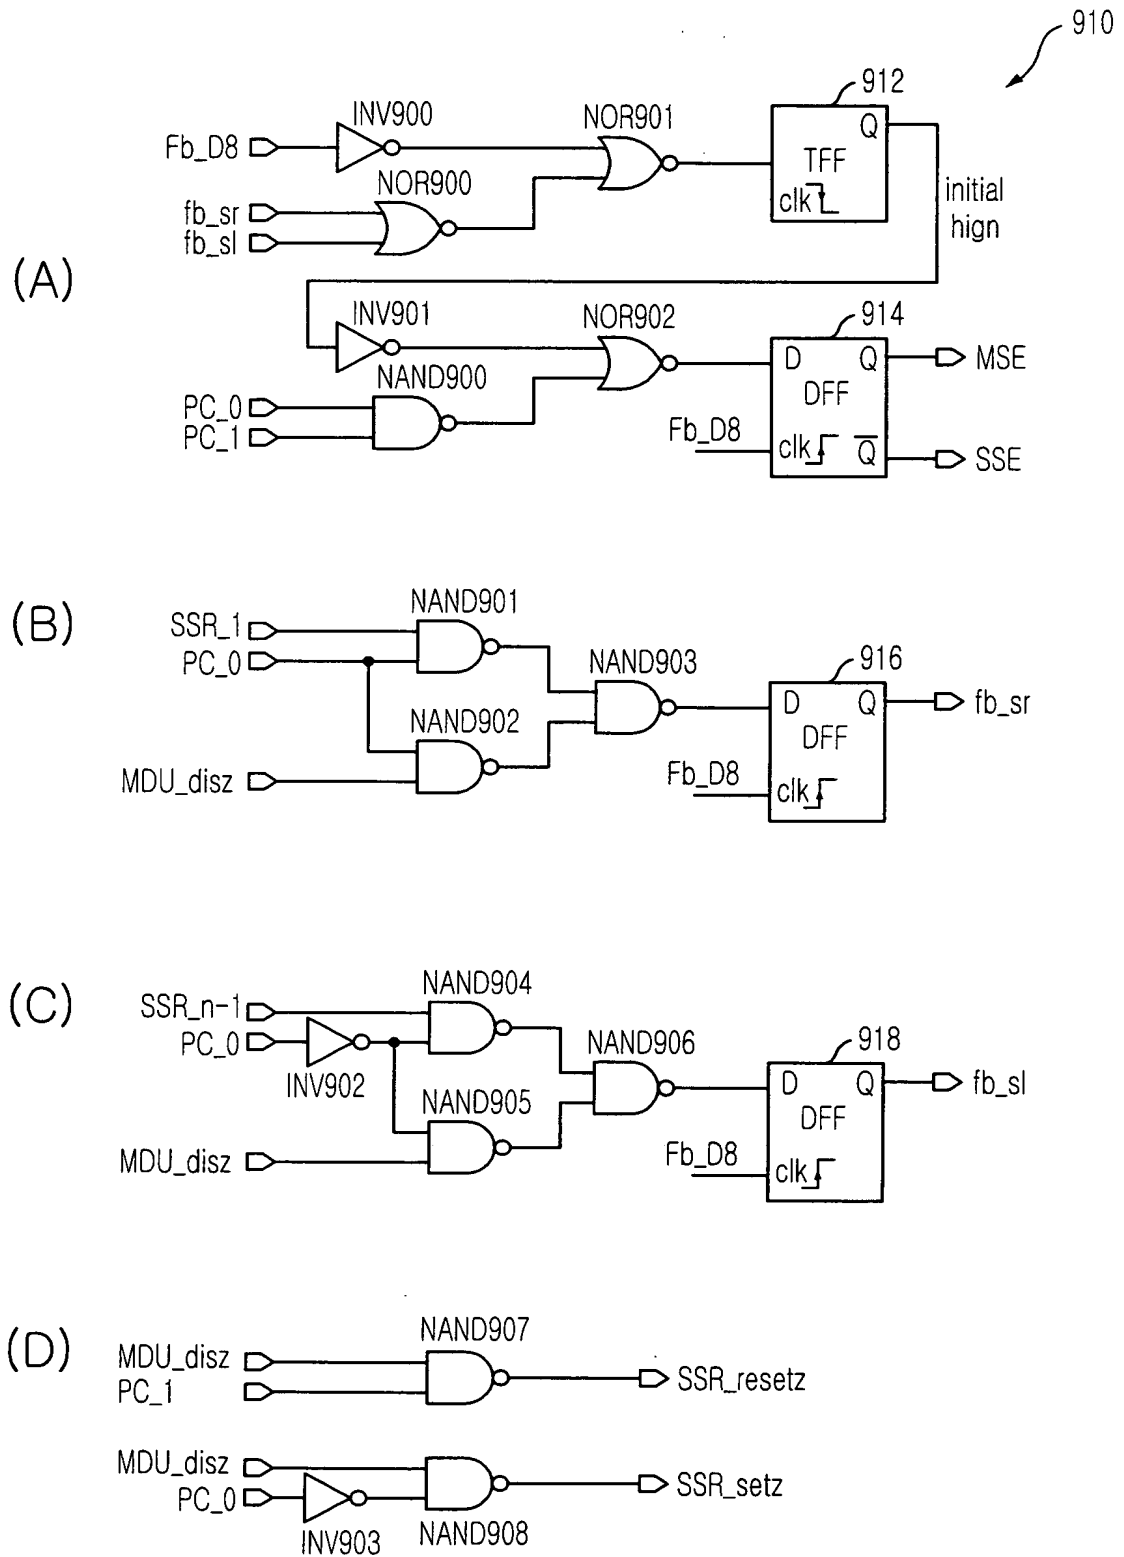 910
912
INV900
NOR901
Q
Fb_D8
TFF
NOR900
clk
initial
hign
fb_sr
fb_sl
(A)
INV901
NOR902
914
D
Q
MSE
NAND900
DFF
PC_0
PC_1
Fb_D8
clk
Q
SSE
(B)
NAND901
SSR_1
PC_0
NAND903
916
D
Q
fb_sr
NAND902
DFF
MDU_disz
Fb_D8
clk
(C)
NAND904
SSR_n-1
PC_0
NAND906
918
INV902
D
Q
fb_sl
NAND905
DFF
MDU_disz
Fb_D8
clk
(D)
NAND907
MDU_disz
PC_1
SSR_resetz
MDU_disz
PC_0
SSR_setz
INV903
NAND908